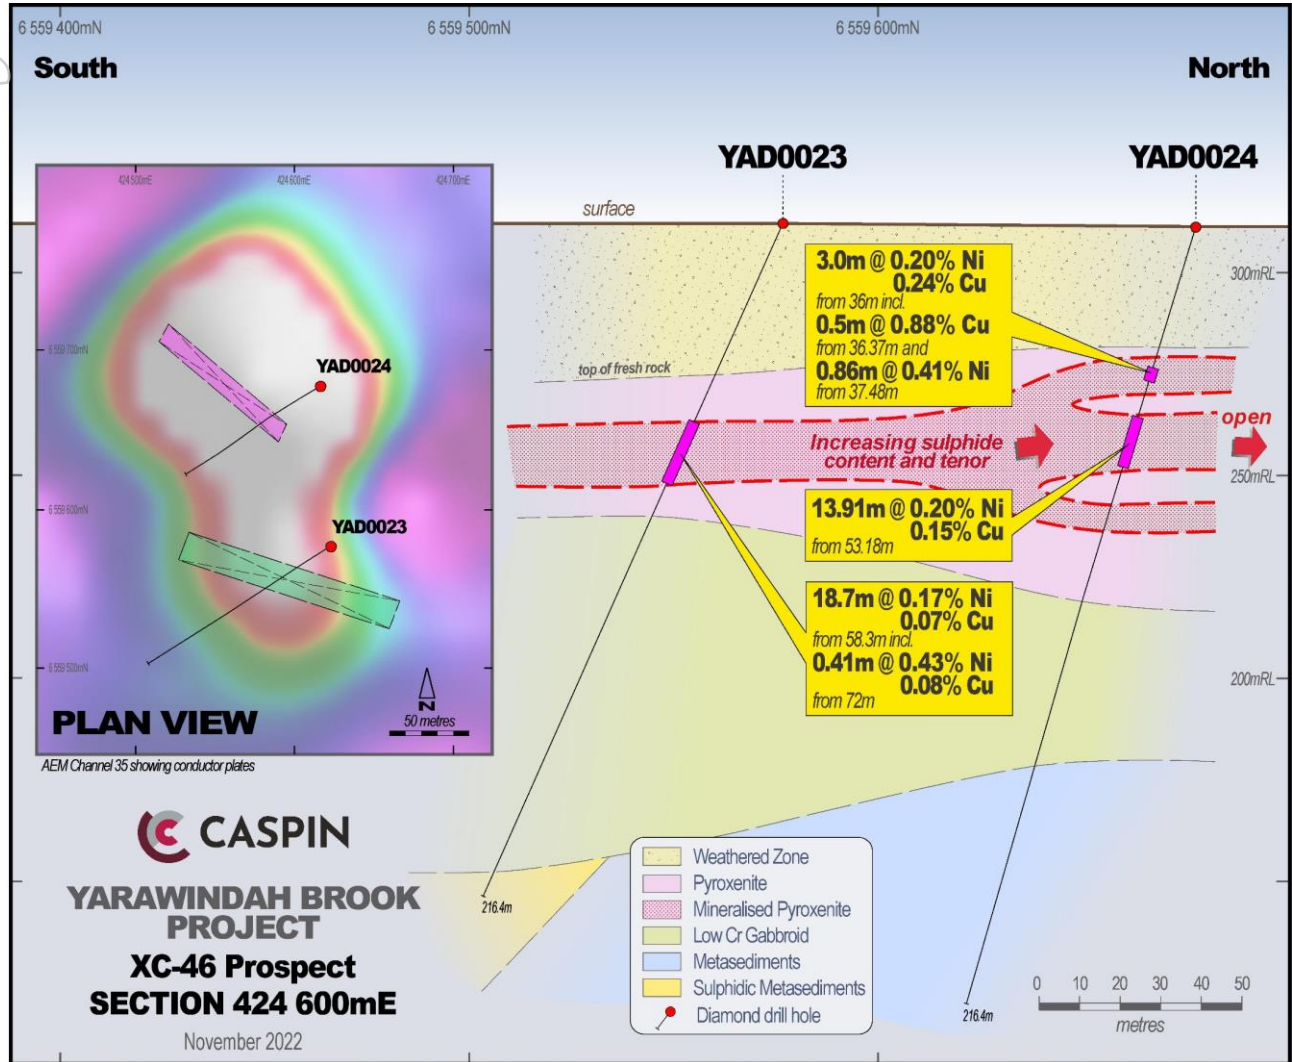 6 559 400mN
6 559 500mN
6 559 600mN
South
North
YAD0023
YAD0024
surface
300mRL
top of fresh rock
3.0m @ 0.20% Ni
0.24% Cu
from 36m incl.
0.5m @ 0.88% Cu
from 36.37m and
0.86m @ 0.41% Ni
from 37.48m
Increasing sulphide
content and tenor
open
250mRL
13.91m @ 0.20% Ni
0.15% Cu
from 53.18m
18.7m @ 0.17% Ni
0.07% Cu
from 58.3m incl.
0.41m @ 0.43% Ni
0.08% Cu
from 72m
200mRL
424 500mE
424 600mE
424 700mE
6 559 700mN
YAD0024
6 559 600mN
YAD0023
6 559 500mN
PLAN VIEW
N
50 metres
AEM Channel 35 showing conductor plates
CASPIN
YARAWINDAH BROOK
PROJECT
XC-46 Prospect
SECTION 424 600mE
November 2022
216.4m
216.4m
Weathered Zone
Pyroxenite
Mineralised Pyroxenite
Low Cr Gabbroid
Metasediments
Sulphidic Metasediments
Diamond drill hole
0 10 20 30 40 50
metres